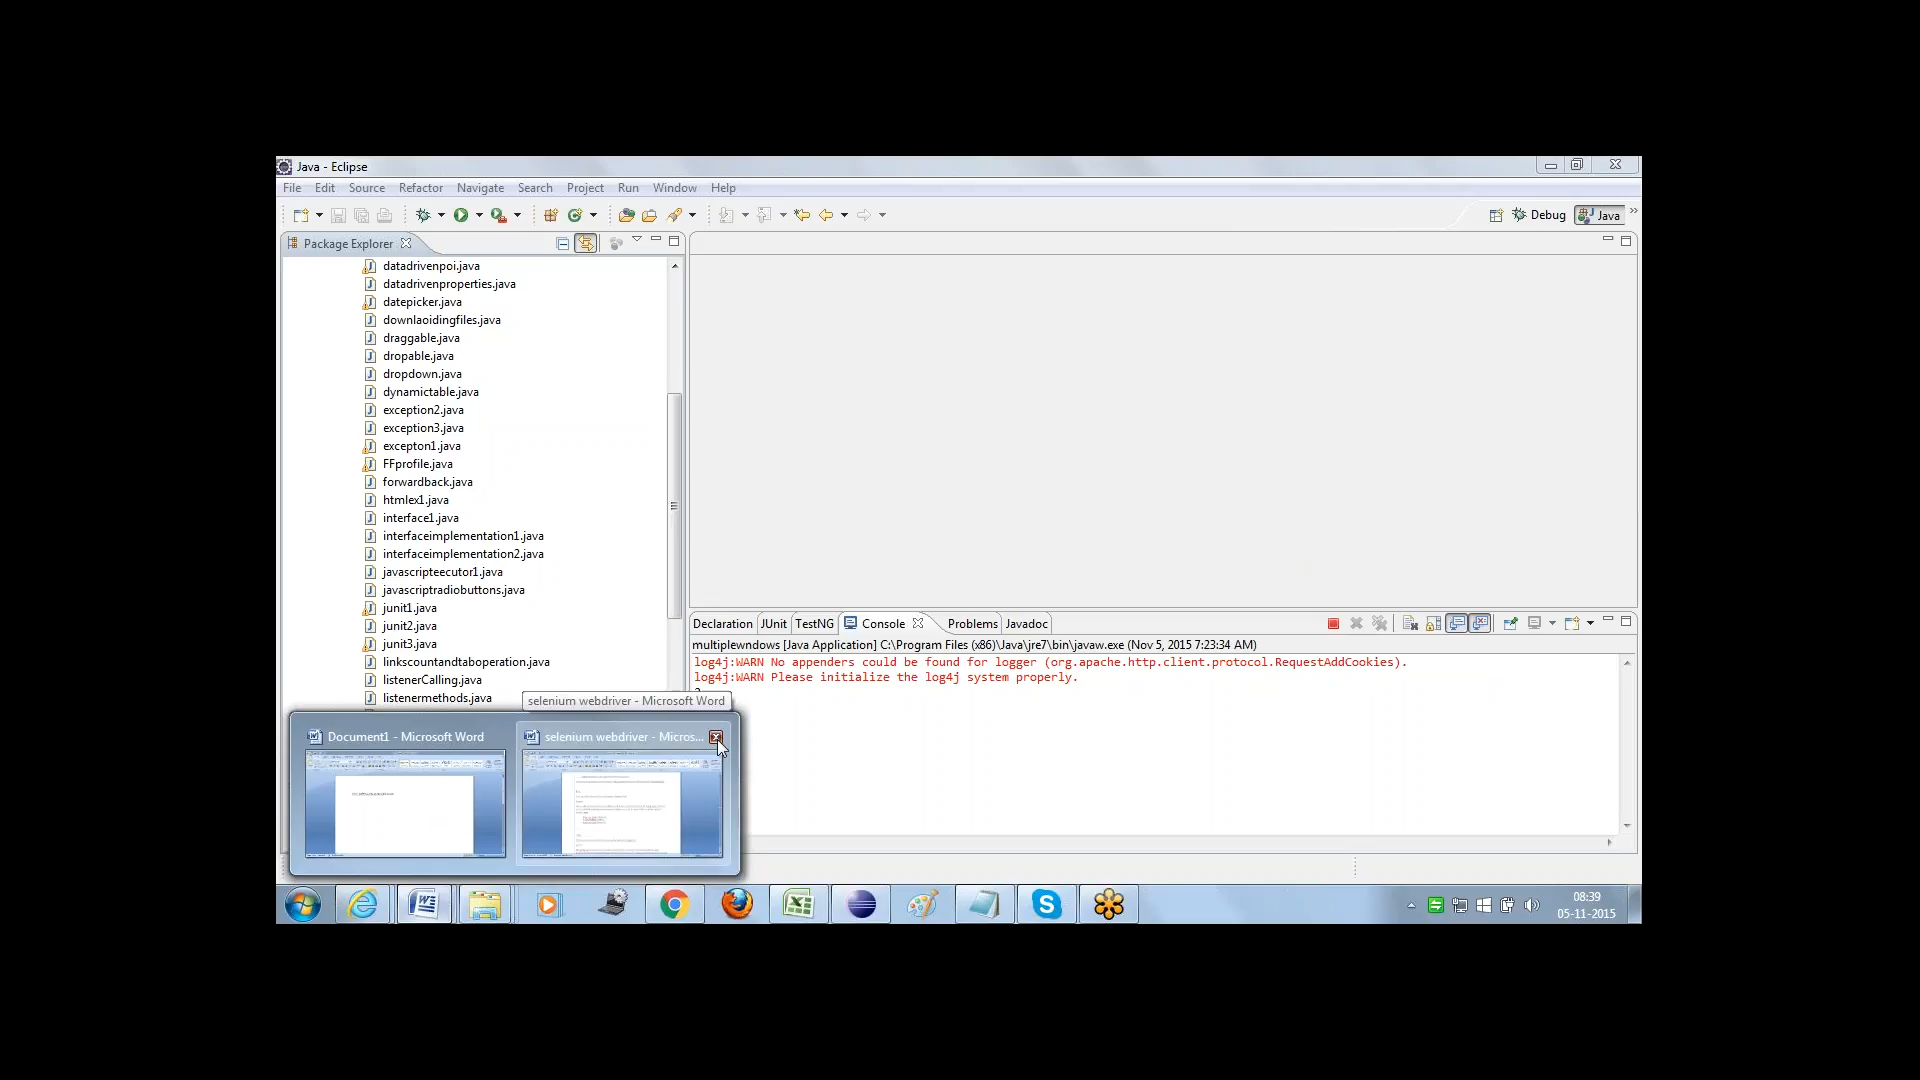 Java - Eclipse
File Edit Source Refactor Navigate Search Project Run Window Help
Debug Java
Package Explorer
datadrivenpoi.java
datadrivenproperties.java
datepicker.java
downlaoidingfiles.java
draggable.java
dropable.java
dropdown.java
dynamictable.java
exception2.java
exception3.java
excepton1.java
FFprofile.java
forwardback.java
htmlex1.java
interface1.java
interfaceimplementation1.java
interfaceimplementation2.java
javascripteecutor1.java
javascriptradiobuttons.java
junit1.java
junit2.java
junit3.java
linkscountandtaboperation.java
listenerCalling.java
listenermethods.java
Declaration JUnit TestNG Console Problems Javadoc
multiplewndows [Java Application] C:\Program Files (x86)\Java\jre7\bin\javaw.exe (Nov 5, 2015 7:23:34 AM)
log4j:WARN No appenders could be found for logger (org.apache.http.client.protocol.RequestAddCookies).
log4j:WARN Please initialize the log4j system properly.
selenium webdriver - Microsoft Word
Document1 - Microsoft Word
selenium webdriver - Micros...
08:39
05-11-2015